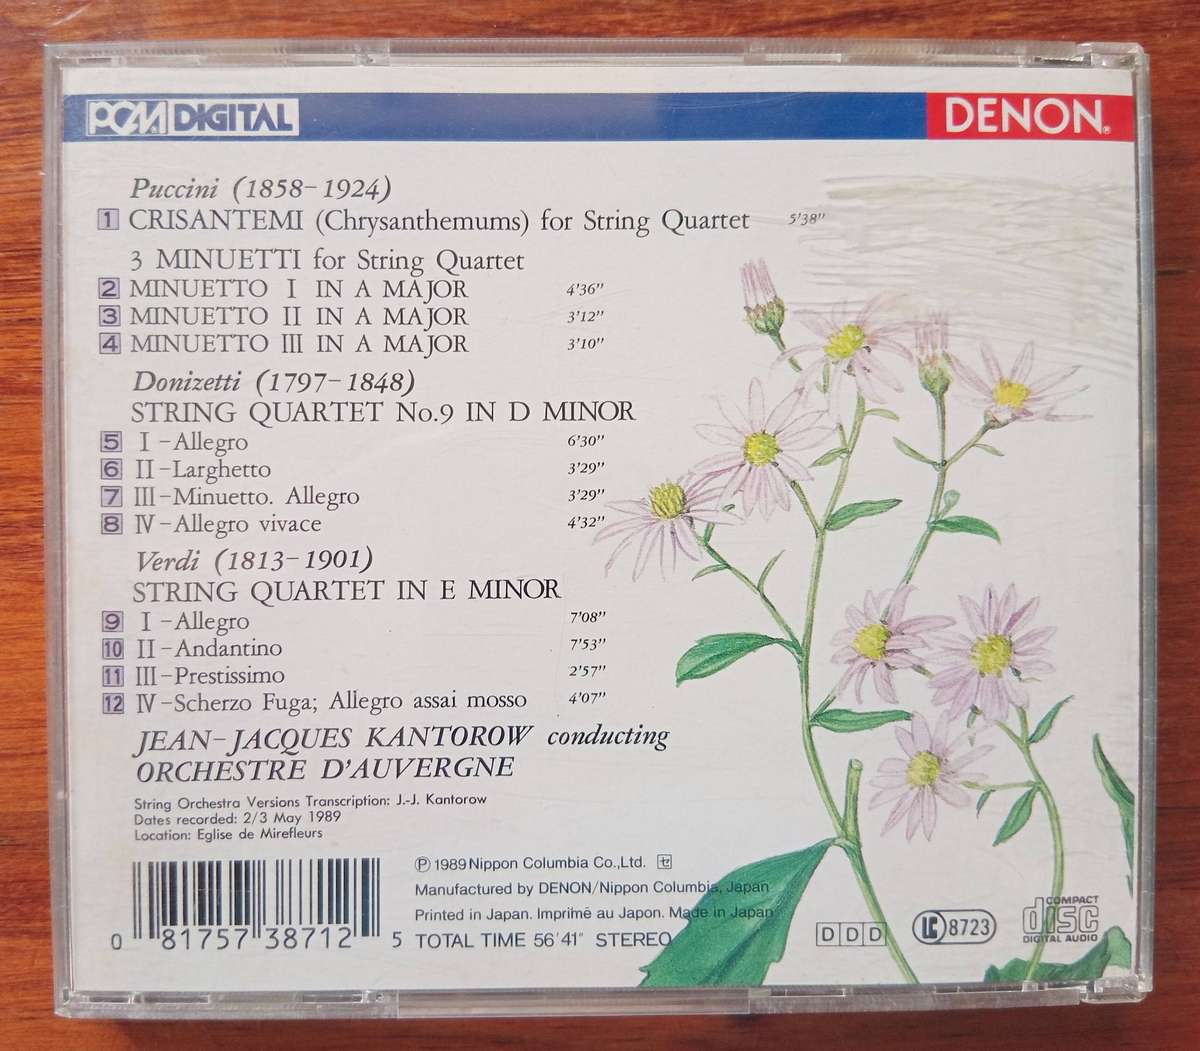 PCM DIGITAL
DENON®
Puccini (1858-1924)
1 CRISANTEMI (Chrysanthemums) for String Quartet 5'38"
3 MINUETTI for String Quartet
2 MINUETTO I IN A MAJOR 4'36"
3 MINUETTO II IN A MAJOR 3'12"
4 MINUETTO III IN A MAJOR 3'10"
Donizetti (1797-1848)
STRING QUARTET No.9 IN D MINOR
5 I-Allegro 6'30"
6 II-Larghetto 3'29"
7 III-Minuetto. Allegro 3'29"
8 IV-Allegro vivace 4'32"
Verdi (1813-1901)
STRING QUARTET IN E MINOR
9 I-Allegro 7'08"
10 II-Andantino 7'53"
11 III-Prestissimo 2'57"
12 IV-Scherzo Fuga; Allegro assai mosso 4'07"
JEAN-JACQUES KANTOROW conducting
ORCHESTRE D'AUVERGNE
String Orchestra Versions Transcription: J.-J. Kantorow
Dates recorded: 2/3 May 1989
Location: Eglise de Mirefleurs
0 81757 38712 5
Ⓟ 1989 Nippon Columbia Co.,Ltd. セ
Manufactured by DENON/Nippon Columbia, Japan
Printed in Japan. Imprimé au Japon. Made in Japan
TOTAL TIME 56'41" STEREO
DDD
LC 8723
COMPACT
disc
DIGITAL AUDIO